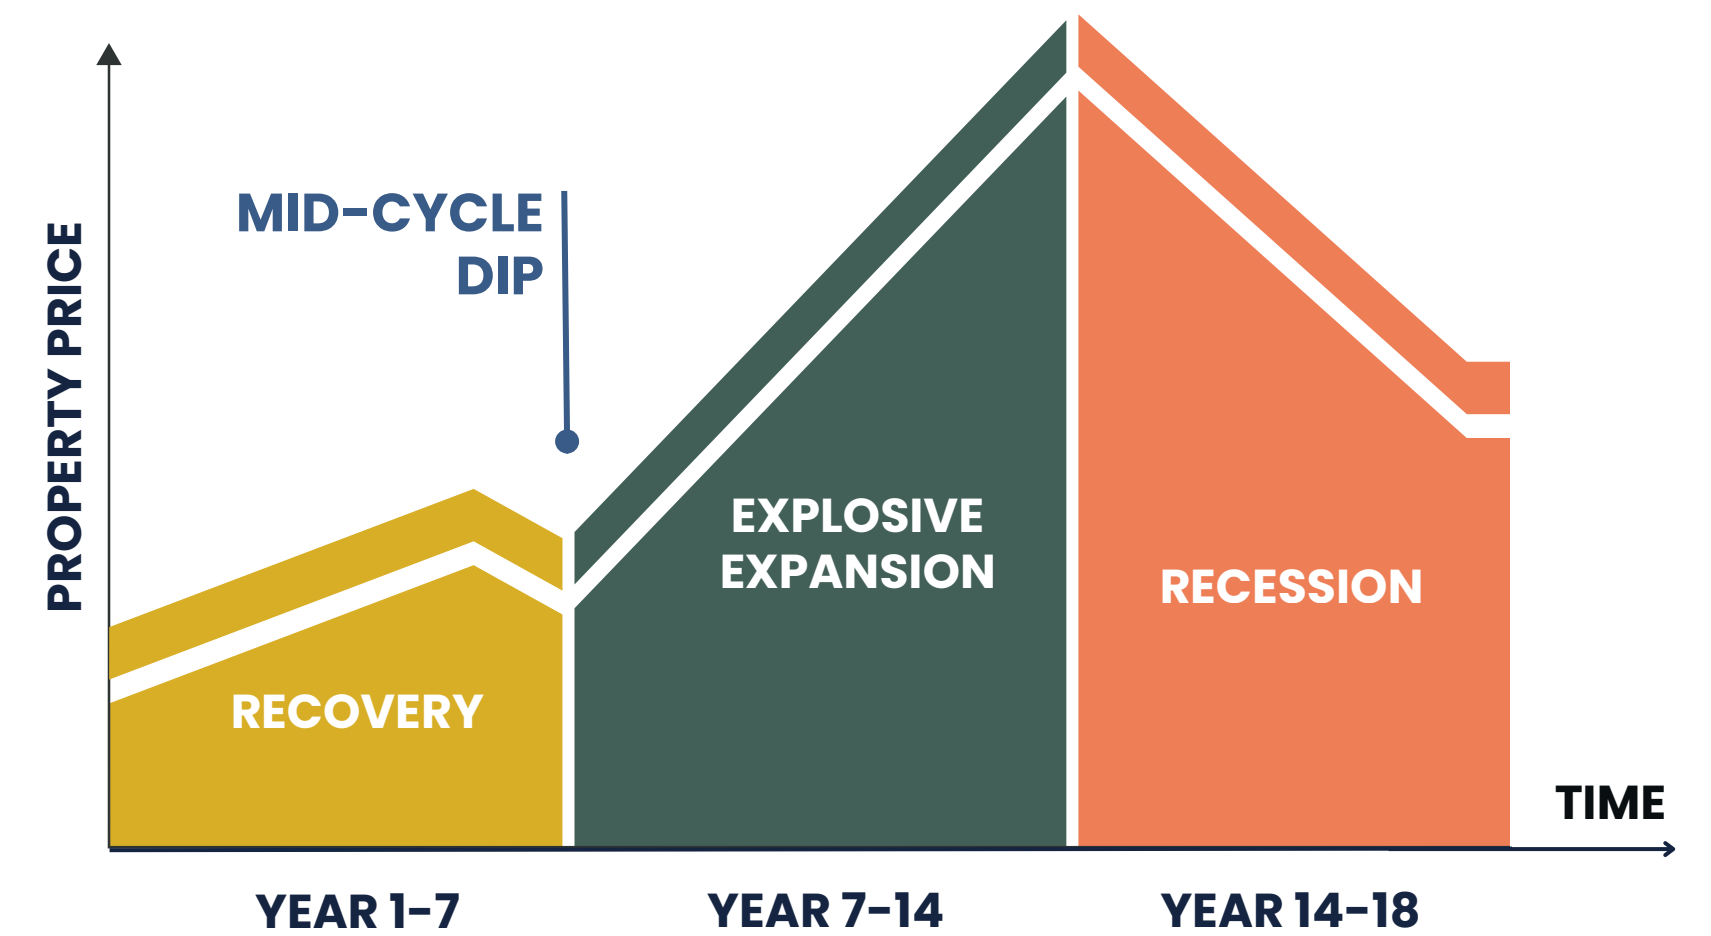 PROPERTY PRICE
MID-CYCLE
DIP
EXPLOSIVE
EXPANSION
RECESSION
RECOVERY
TIME
YEAR 1-7
YEAR 7-14
YEAR 14-18